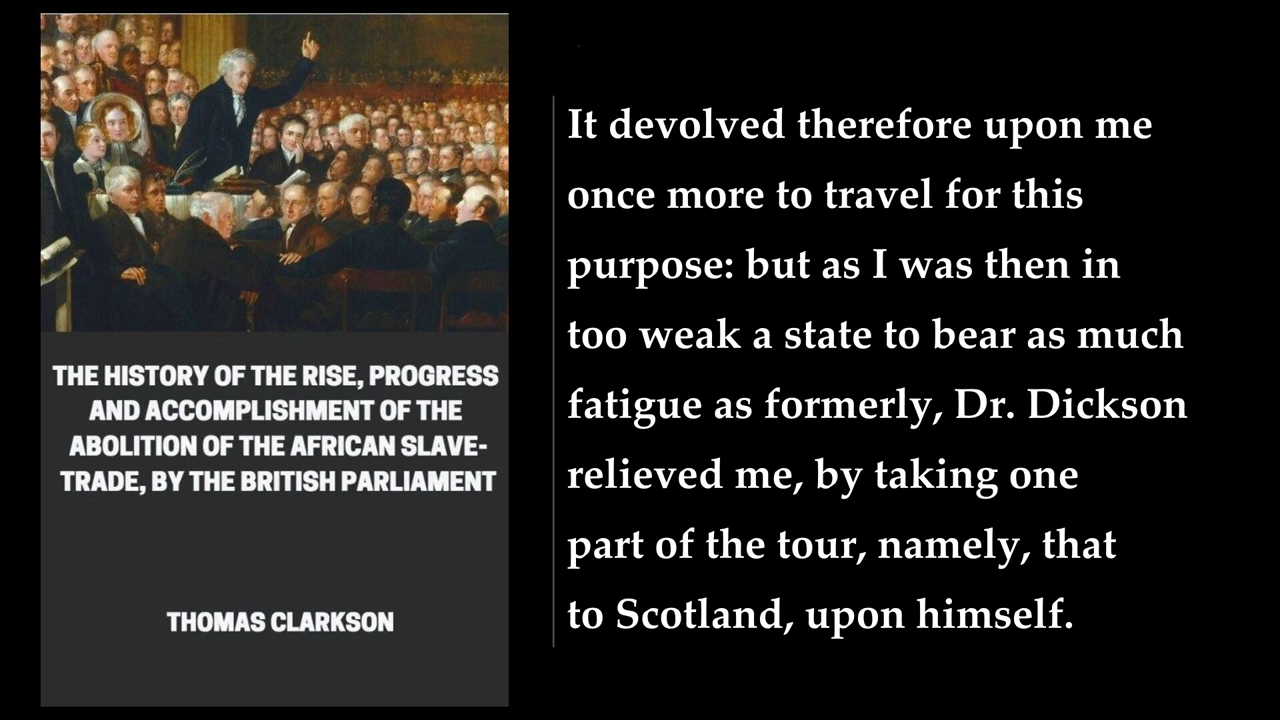 THE HISTORY OF THE RISE, PROGRESS
AND ACCOMPLISHMENT OF THE
ABOLITION OF THE AFRICAN SLAVE-
TRADE, BY THE BRITISH PARLIAMENT
THOMAS CLARKSON
It devolved therefore upon me
once more to travel for this
purpose: but as I was then in
too weak a state to bear as much
fatigue as formerly, Dr. Dickson
relieved me, by taking one
part of the tour, namely, that
to Scotland, upon himself.